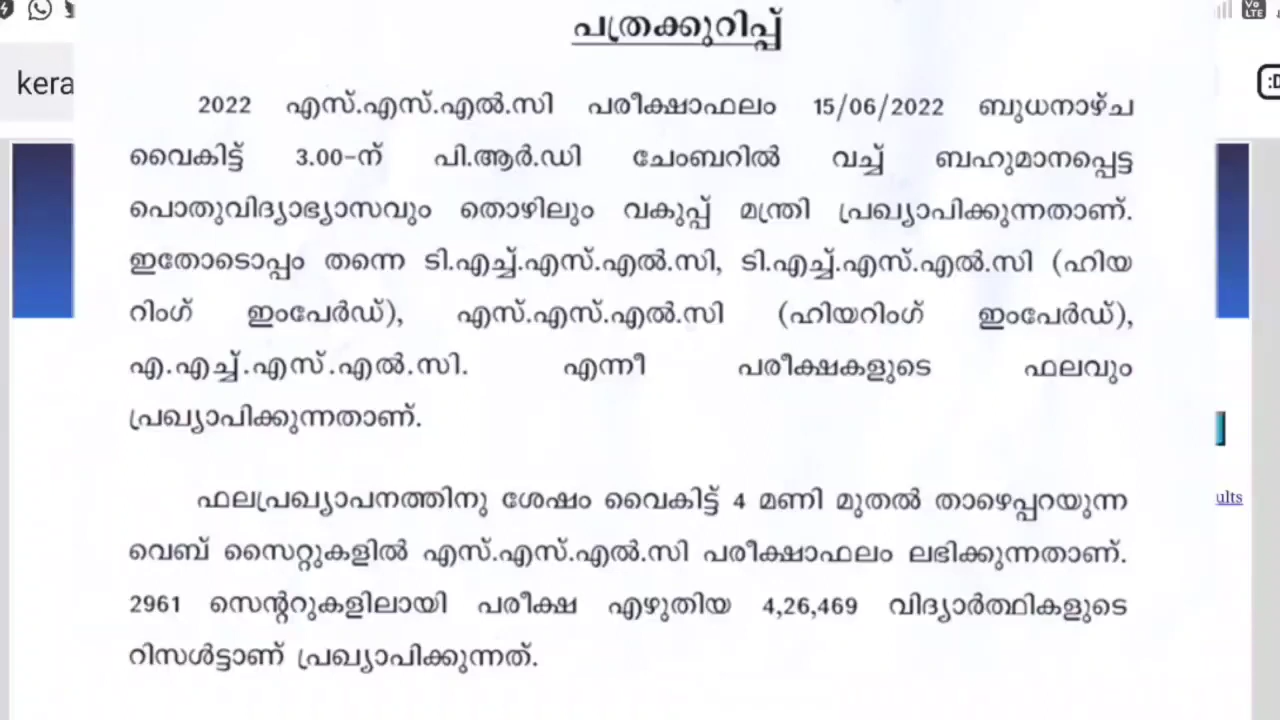 പത്രക്കുറിപ്പ്
kera
2022 എസ്.എസ്.എൽ.സി പരീക്ഷാഫലം 15/06/2022 ബുധനാഴ്ച
വൈകിട്ട് 3.00-ന് പി.ആർ.ഡി ചേംബറിൽ വച്ച് ബഹുമാനപ്പെട്ട
പൊതുവിദ്യാഭ്യാസവും തൊഴിലും വകുപ്പ് മന്ത്രി പ്രഖ്യാപിക്കുന്നതാണ്.
ഇതോടൊപ്പം തന്നെ ടി.എച്ച്.എസ്.എൽ.സി, ടി.എച്ച്.എസ്.എൽ.സി (ഹിയ
റിംഗ് ഇംപേർഡ്), എസ്.എസ്.എൽ.സി (ഹിയറിംഗ് ഇംപേർഡ്),
എ.എച്ച്.എസ്.എൽ.സി. എന്നീ പരീക്ഷകളുടെ ഫലവും
പ്രഖ്യാപിക്കുന്നതാണ്.
ഫലപ്രഖ്യാപനത്തിനു ശേഷം വൈകിട്ട് 4 മണി മുതൽ താഴെപ്പറയുന്ന
ults
വെബ് സൈറ്റുകളിൽ എസ്.എസ്.എൽ.സി പരീക്ഷാഫലം ലഭിക്കുന്നതാണ്.
2961 സെന്ററുകളിലായി പരീക്ഷ എഴുതിയ 4,26,469 വിദ്യാർത്ഥികളുടെ
റിസൾട്ടാണ് പ്രഖ്യാപിക്കുന്നത്.